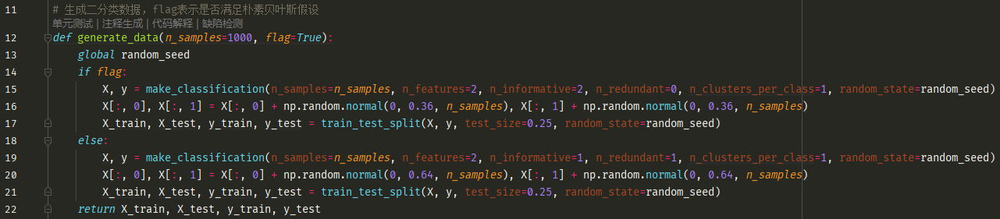 11 # 生成二分类数据，flag表示是否满足朴素贝叶斯假设
单元测试 | 注释生成 | 代码解释 | 缺陷检测
12 def generate_data(n_samples=1000, flag=True):
13     global random_seed
14     if flag:
15         X, y = make_classification(n_samples=n_samples, n_features=2, n_informative=2, n_redundant=0, n_clusters_per_class=1, random_state=random_seed)
16         X[:, 0], X[:, 1] = X[:, 0] + np.random.normal(0, 0.36, n_samples), X[:, 1] + np.random.normal(0, 0.36, n_samples)
17         X_train, X_test, y_train, y_test = train_test_split(X, y, test_size=0.25, random_state=random_seed)
18     else:
19         X, y = make_classification(n_samples=n_samples, n_features=2, n_informative=1, n_redundant=1, n_clusters_per_class=1, random_state=random_seed)
20         X[:, 0], X[:, 1] = X[:, 0] + np.random.normal(0, 0.64, n_samples), X[:, 1] + np.random.normal(0, 0.64, n_samples)
21         X_train, X_test, y_train, y_test = train_test_split(X, y, test_size=0.25, random_state=random_seed)
22     return X_train, X_test, y_train, y_test